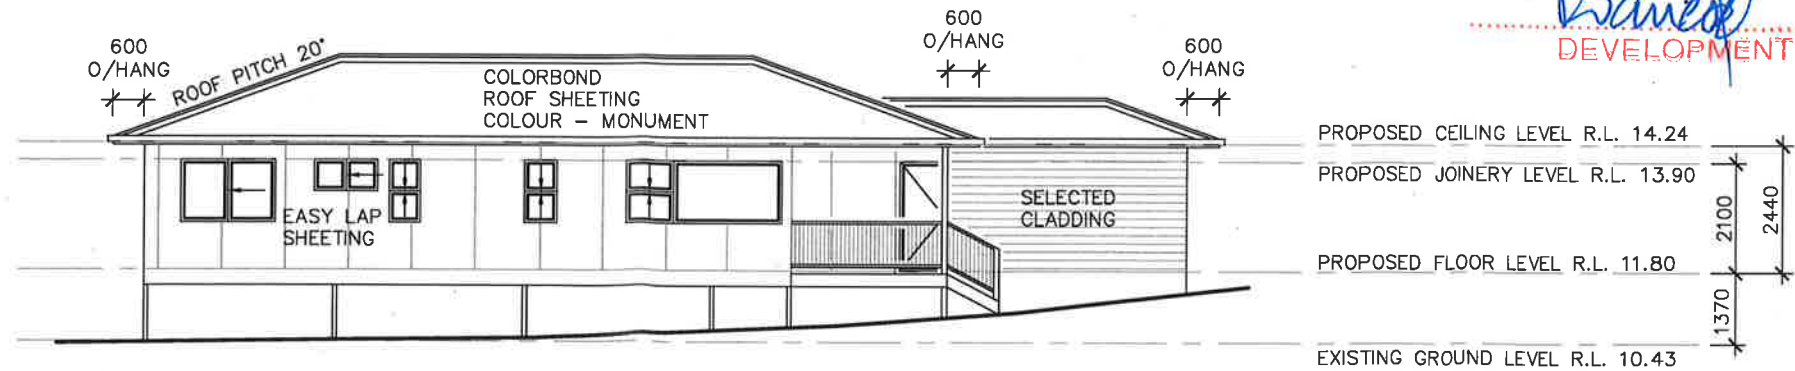 600
O/HANG
600
O/HANG
600
O/HANG
DEVELOPMENT
ROOF PITCH 20°
COLORBOND
ROOF SHEETING
COLOUR - MONUMENT
PROPOSED CEILING LEVEL R.L. 14.24
PROPOSED JOINERY LEVEL R.L. 13.90
EASY LAP
SHEETING
SELECTED
CLADDING
2100
2440
PROPOSED FLOOR LEVEL R.L. 11.80
1370
EXISTING GROUND LEVEL R.L. 10.43